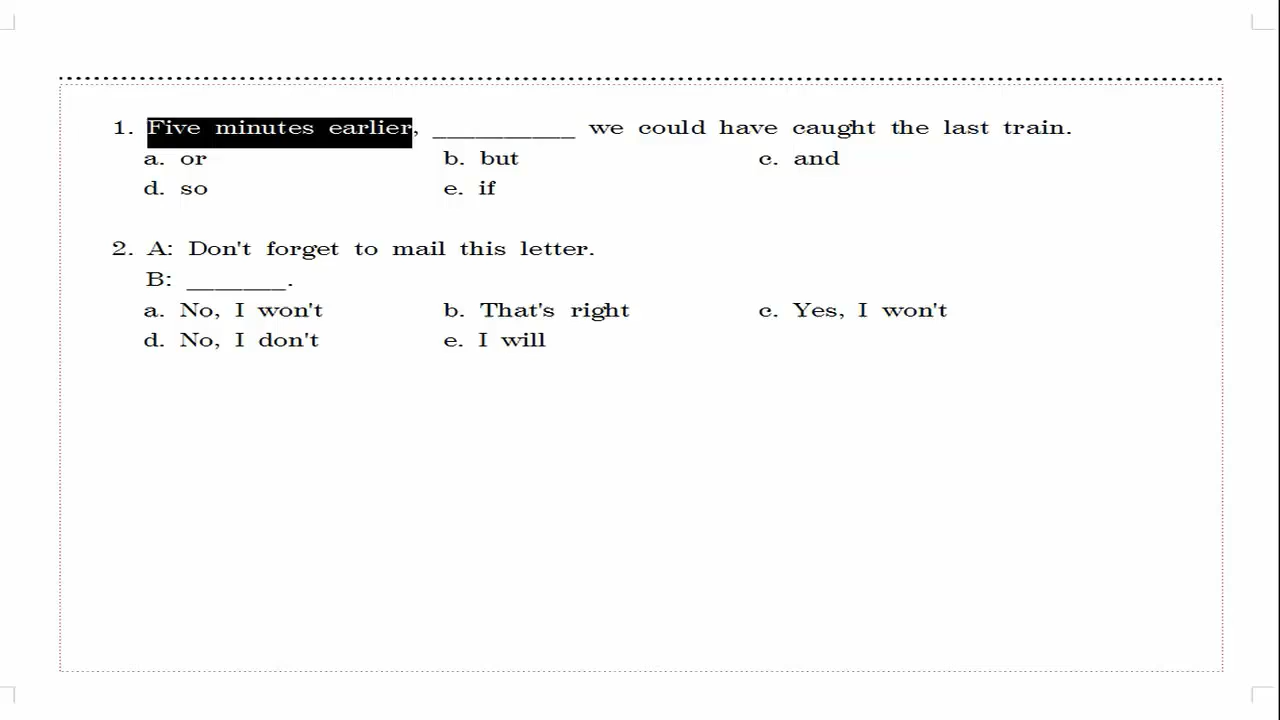 1. Five minutes earlier, __________ we could have caught the last train.
a. or b. but c. and
d. so e. if
2. A: Don't forget to mail this letter.
B: _______.
a. No, I won't b. That's right c. Yes, I won't
d. No, I don't e. I will